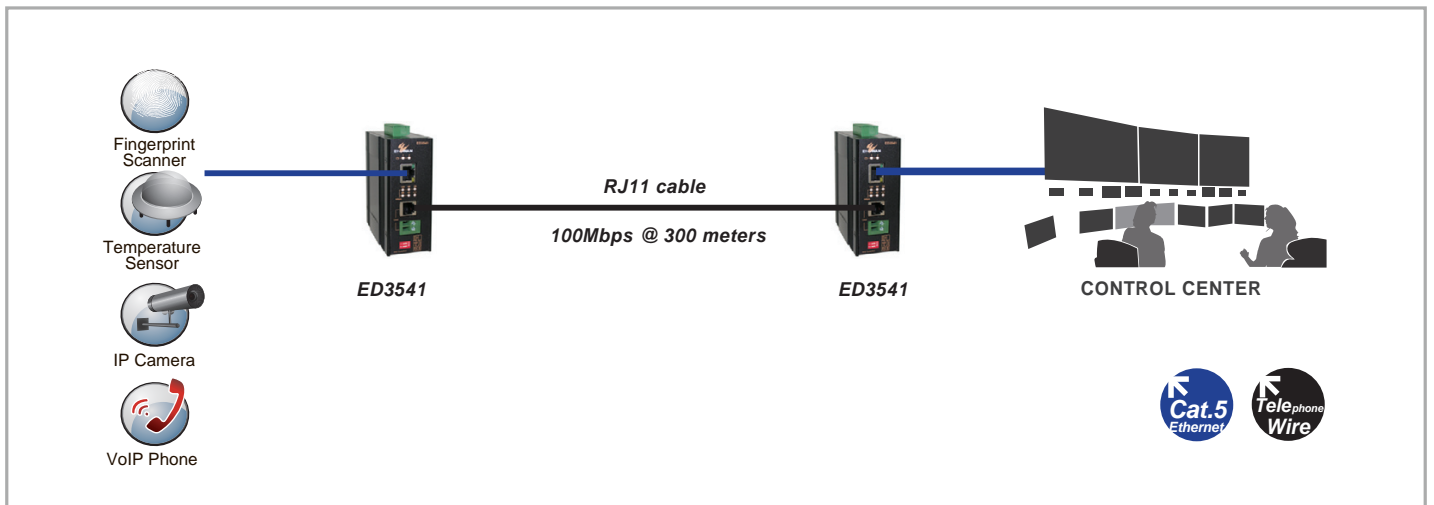 Fingerprint
Scanner
Temperature
Sensor
IP Camera
VoIP Phone
ED3541
RJ11 cable
100Mbps @ 300 meters
ED3541
CONTROL CENTER
Cat.5
Ethernet
Telephone
Wire